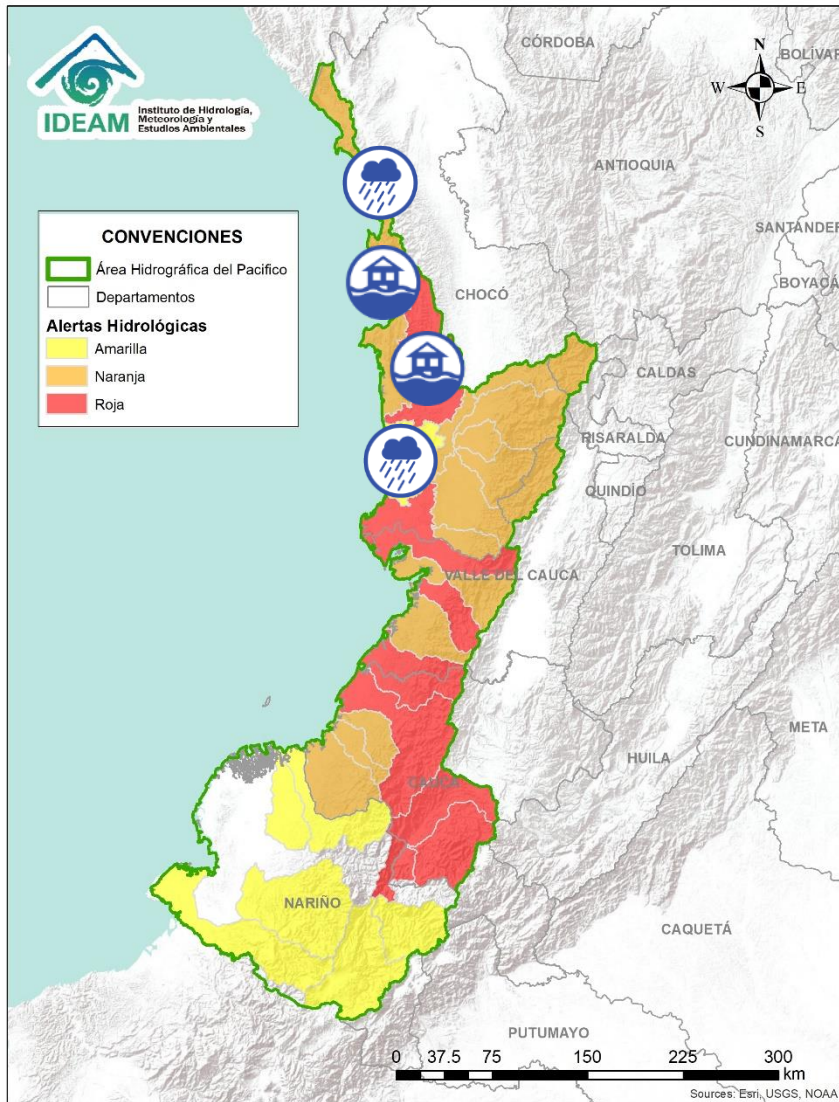 IDEAM
Instituto de Hidrología,
Meteorología y
Estudios Ambientales
CÓRDOBA
BOLÍVAR
N
W
E
S
ANTIOQUIA
SANTANDER
BOYACÁ
CONVENCIONES
Área Hidrográfica del Pacifico
Departamentos
Alertas Hidrológicas
Amarilla
Naranja
Roja
CHOCÓ
CALDAS
RISARALDA
CUNDINAMARCA
QUINDÍO
TOLIMA
VALLE DEL CAUCA
META
HUILA
CAUCA
NARIÑO
CAQUETÁ
PUTUMAYO
0 37.5 75 150 225 300
km
Sources: Esri, USGS, NOAA